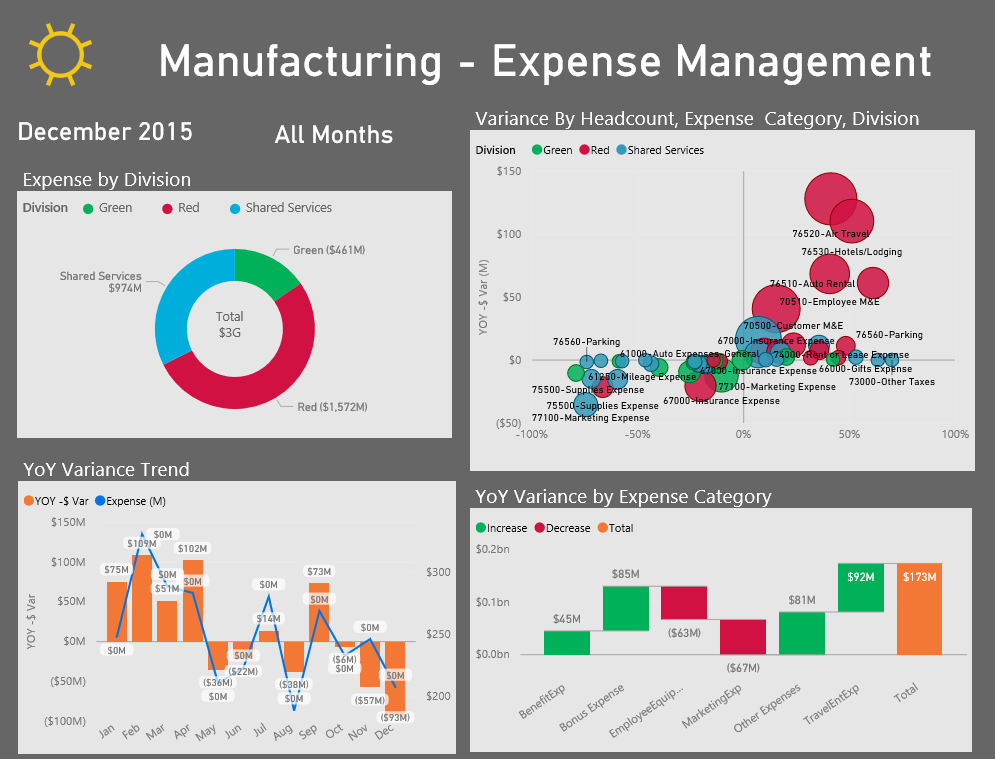 Manufacturing - Expense Management
December 2015
All Months
Expense by Division
Division Green Red Shared Services
Green ($461M)
Shared Services
$974M
Total
$3G
Red ($1,572M)
Variance By Headcount, Expense  Category, Division
Division Green Red Shared Services
YOY -$ Var (M)
$150
$100
$50
$0
($50)
-100% -50% 0% 50% 100%
76520-Air Travel
76530-Hotels/Lodging
76510-Auto Rental
70510-Employee M&E
70500-Customer M&E
76560-Parking
67000-Insurance Expense
76560-Parking
61000-Auto Expenses-General
74000-Rent or Lease Expense
67800-Insurance Expense
66000-Gifts Expense
61250-Mileage Expense
73000-Other Taxes
75500-Supplies Expense
77100-Marketing Expense
67000-Insurance Expense
75500-Supplies Expense
77100-Marketing Expense
YoY Variance Trend
YOY -$ Var Expense (M)
YOY -$ Var
$150M
$100M
$50M
$0M
($50M)
($100M)
$300
$250
$200
$75M
$109M
$51M
$102M
($36M)
($22M)
$14M
($38M)
$73M
($6M)
($57M)
($93M)
$0M
$0M
$0M
$0M
$0M
$0M
$0M
$0M
$0M
$0M
$0M
$0M
Jan Feb Mar Apr May Jun Jul Aug Sep Oct Nov Dec
YoY Variance by Expense Category
Increase Decrease Total
$0.2bn
$0.1bn
$0.0bn
$45M
$85M
($63M)
($67M)
$81M
$92M
$173M
BenefitExp
Bonus Expense
EmployeeEquip...
MarketingExp
Other Expenses
TravelEntExp
Total